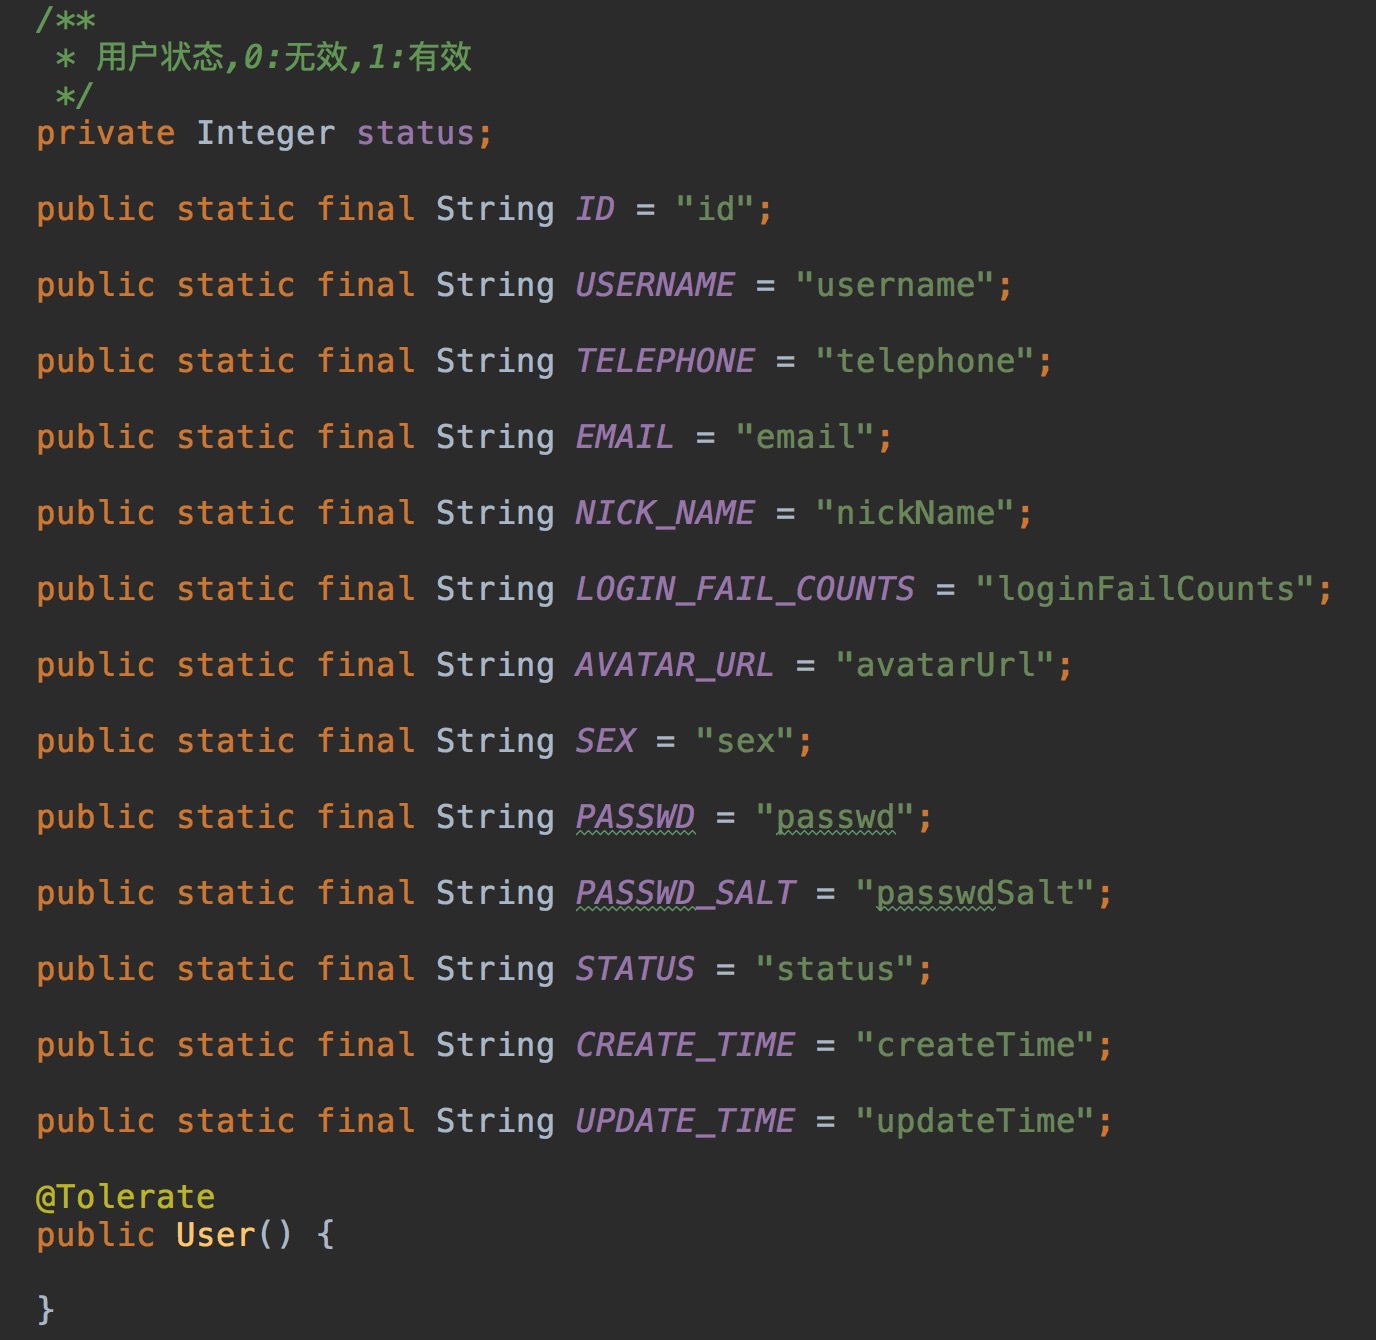 /**
 * 用户状态,0:无效,1:有效
 */
private Integer status;
public static final String ID = "id";
public static final String USERNAME = "username";
public static final String TELEPHONE = "telephone";
public static final String EMAIL = "email";
public static final String NICK_NAME = "nickName";
public static final String LOGIN_FAIL_COUNTS = "loginFailCounts";
public static final String AVATAR_URL = "avatarUrl";
public static final String SEX = "sex";
public static final String PASSWD = "passwd";
public static final String PASSWD_SALT = "passwdSalt";
public static final String STATUS = "status";
public static final String CREATE_TIME = "createTime";
public static final String UPDATE_TIME = "updateTime";
@Tolerate
public User() {
}